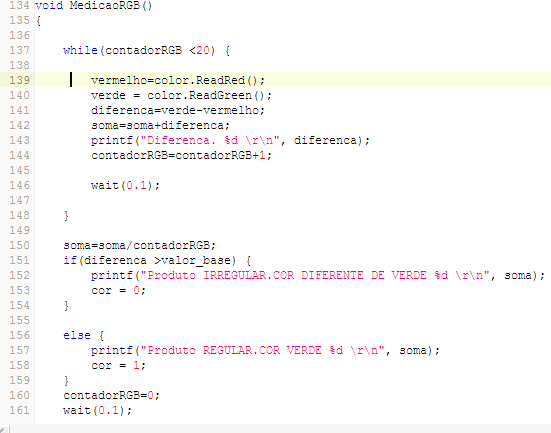 134 void MedicaoRGB()
135 {
136
137     while(contadorRGB <20) {
138
139         vermelho=color.ReadRed();
140         verde = color.ReadGreen();
141         diferenca=verde-vermelho;
142         soma=soma+diferenca;
143         printf("Diferenca. %d \r\n", diferenca);
144         contadorRGB=contadorRGB+1;
145
146         wait(0.1);
147
148     }
149
150     soma=soma/contadorRGB;
151     if(diferenca >valor_base) {
152         printf("Produto IRREGULAR.COR DIFERENTE DE VERDE %d \r\n", soma);
153         cor = 0;
154     }
155
156     else {
157         printf("Produto REGULAR.COR VERDE %d \r\n", soma);
158         cor = 1;
159     }
160     contadorRGB=0;
161     wait(0.1);